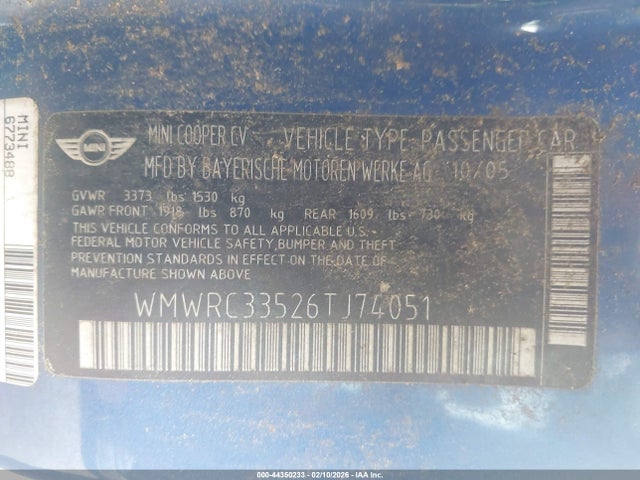 MINI
6773488
MINI
MINI COOPER CV VEHICLE TYPE-PASSENGER CAR
MFD BY BAYERISCHE MOTOREN WERKE AG 10/05
GVWR 3373 lbs 1530 kg
GAWR FRONT 1918 lbs 870 kg REAR 1609 lbs 730 kg
THIS VEHICLE CONFORMS TO ALL APPLICABLE U.S.-
FEDERAL MOTOR VEHICLE SAFETY,BUMPER AND THEFT
PREVENTION STANDARDS IN EFFECT ON THE DATE OF
MANUFACTURE SHOWN ABOVE
WMWRC33526TJ74051
000-44350233 - 02/10/2026 - IAA Inc.